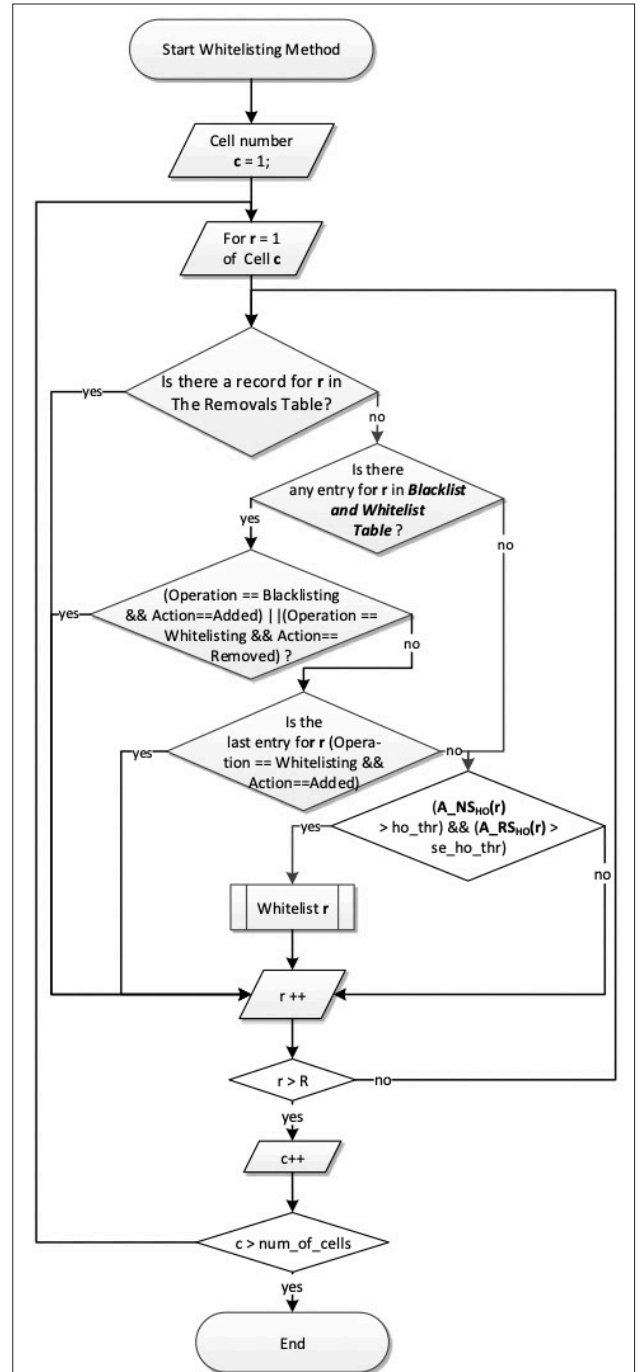 Start Whitelisting Method
Cell number
c = 1;
For r = 1
of Cell c
Is there a record for r in
The Removals Table?
yes
no
Is there
any entry for r in Blacklist
and Whitelist
Table ?
yes
no
(Operation == Blacklisting
&& Action==Added) ||(Operation ==
Whitelisting && Action==
Removed) ?
yes
no
Is the
last entry for r (Opera-
tion == Whitelisting &&
Action==Added)
yes
no
(A_NSHO(r)
> ho_thr) && (A_RSHO(r) >
se_ho_thr)
yes
no
Whitelist r
r ++
r > R
no
yes
c++
c > num_of_cells
yes
End